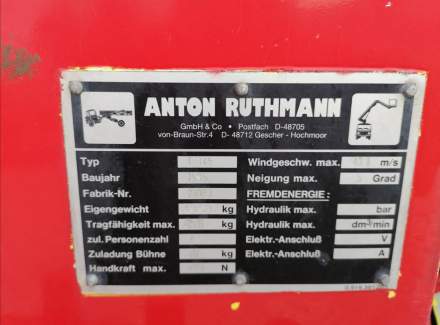 ANTON RUTHMANN
GmbH & Co • Postfach D-48705
von-Braun-Str.4 D-48712 Gescher - Hochmoor
Typ
Baujahr
Fabrik-Nr.
Eigengewicht kg
Tragfähigkeit max. kg
zul. Personenzahl
Zuladung Bühne kg
Handkraft max. N
Windgeschw. max. m/s
Neigung max. Grad
FREMDENERGIE:
Hydraulik max. bar
Hydraulik max. dm³/min
Elektr.-Anschluß V
Elektr.-Anschluß A